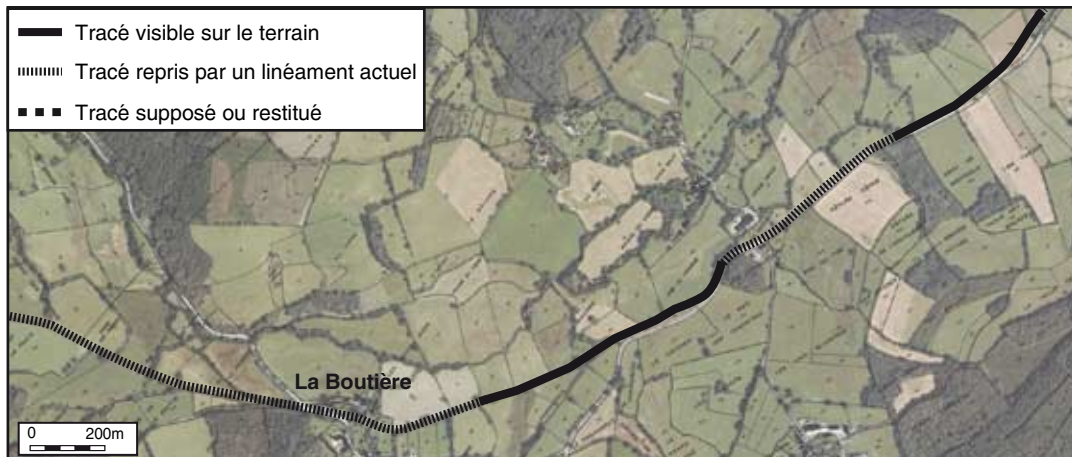 Tracé visible sur le terrain
Tracé repris par un linéament actuel
Tracé supposé ou restitué
La Boutière
0 200m